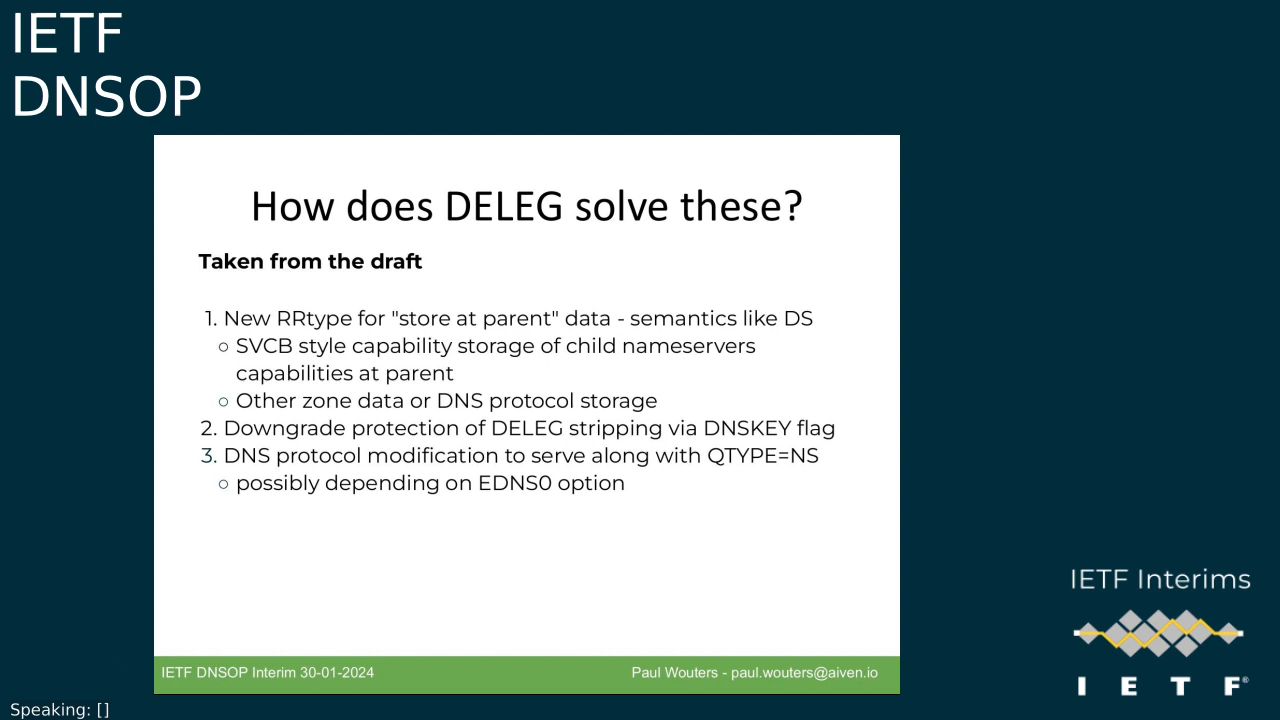 IETF
DNSOP
How does DELEG solve these?
Taken from the draft
1. New RRtype for "store at parent" data - semantics like DS
○ SVCB style capability storage of child nameservers
capabilities at parent
○ Other zone data or DNS protocol storage
2. Downgrade protection of DELEG stripping via DNSKEY flag
3. DNS protocol modification to serve along with QTYPE=NS
○ possibly depending on EDNS0 option
IETF DNSOP Interim 30-01-2024
Paul Wouters - paul.wouters@aiven.io
IETF Interims
I E T F®
Speaking: []